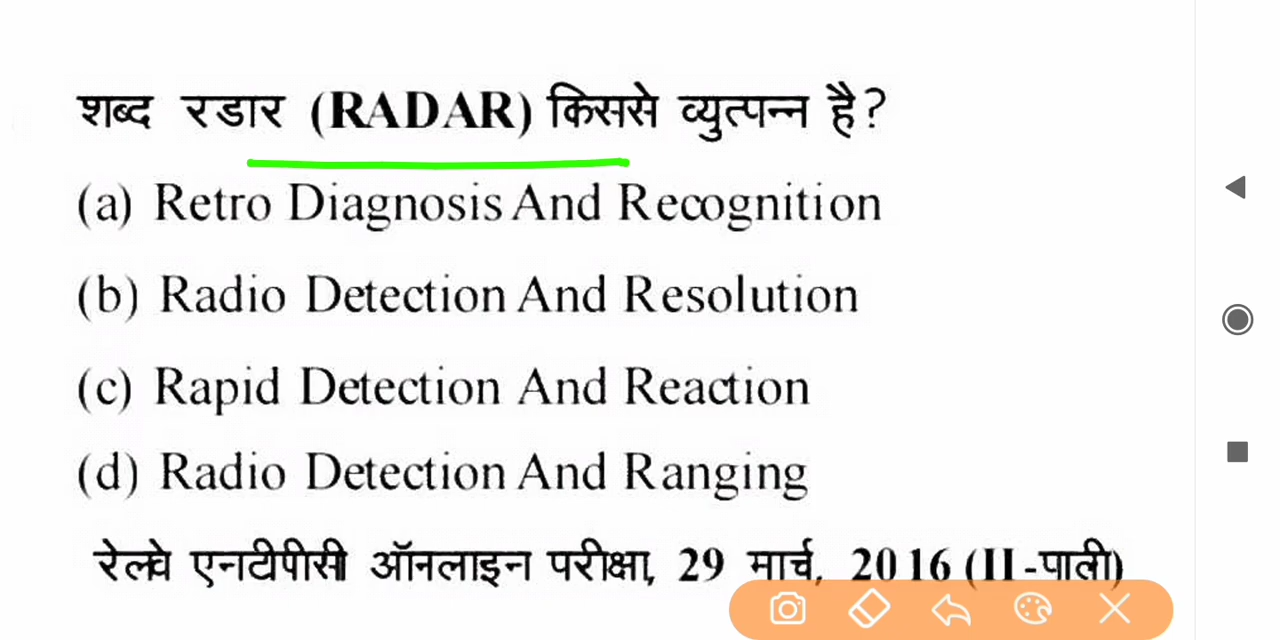 शब्द रडार (RADAR) किससे व्युत्पन्न है?
(a) Retro Diagnosis And Recognition
(b) Radio Detection And Resolution
(c) Rapid Detection And Reaction
(d) Radio Detection And Ranging
रेलवे एनटीपीसी ऑनलाइन परीक्षा, 29 मार्च, 2016 (II-पाली)